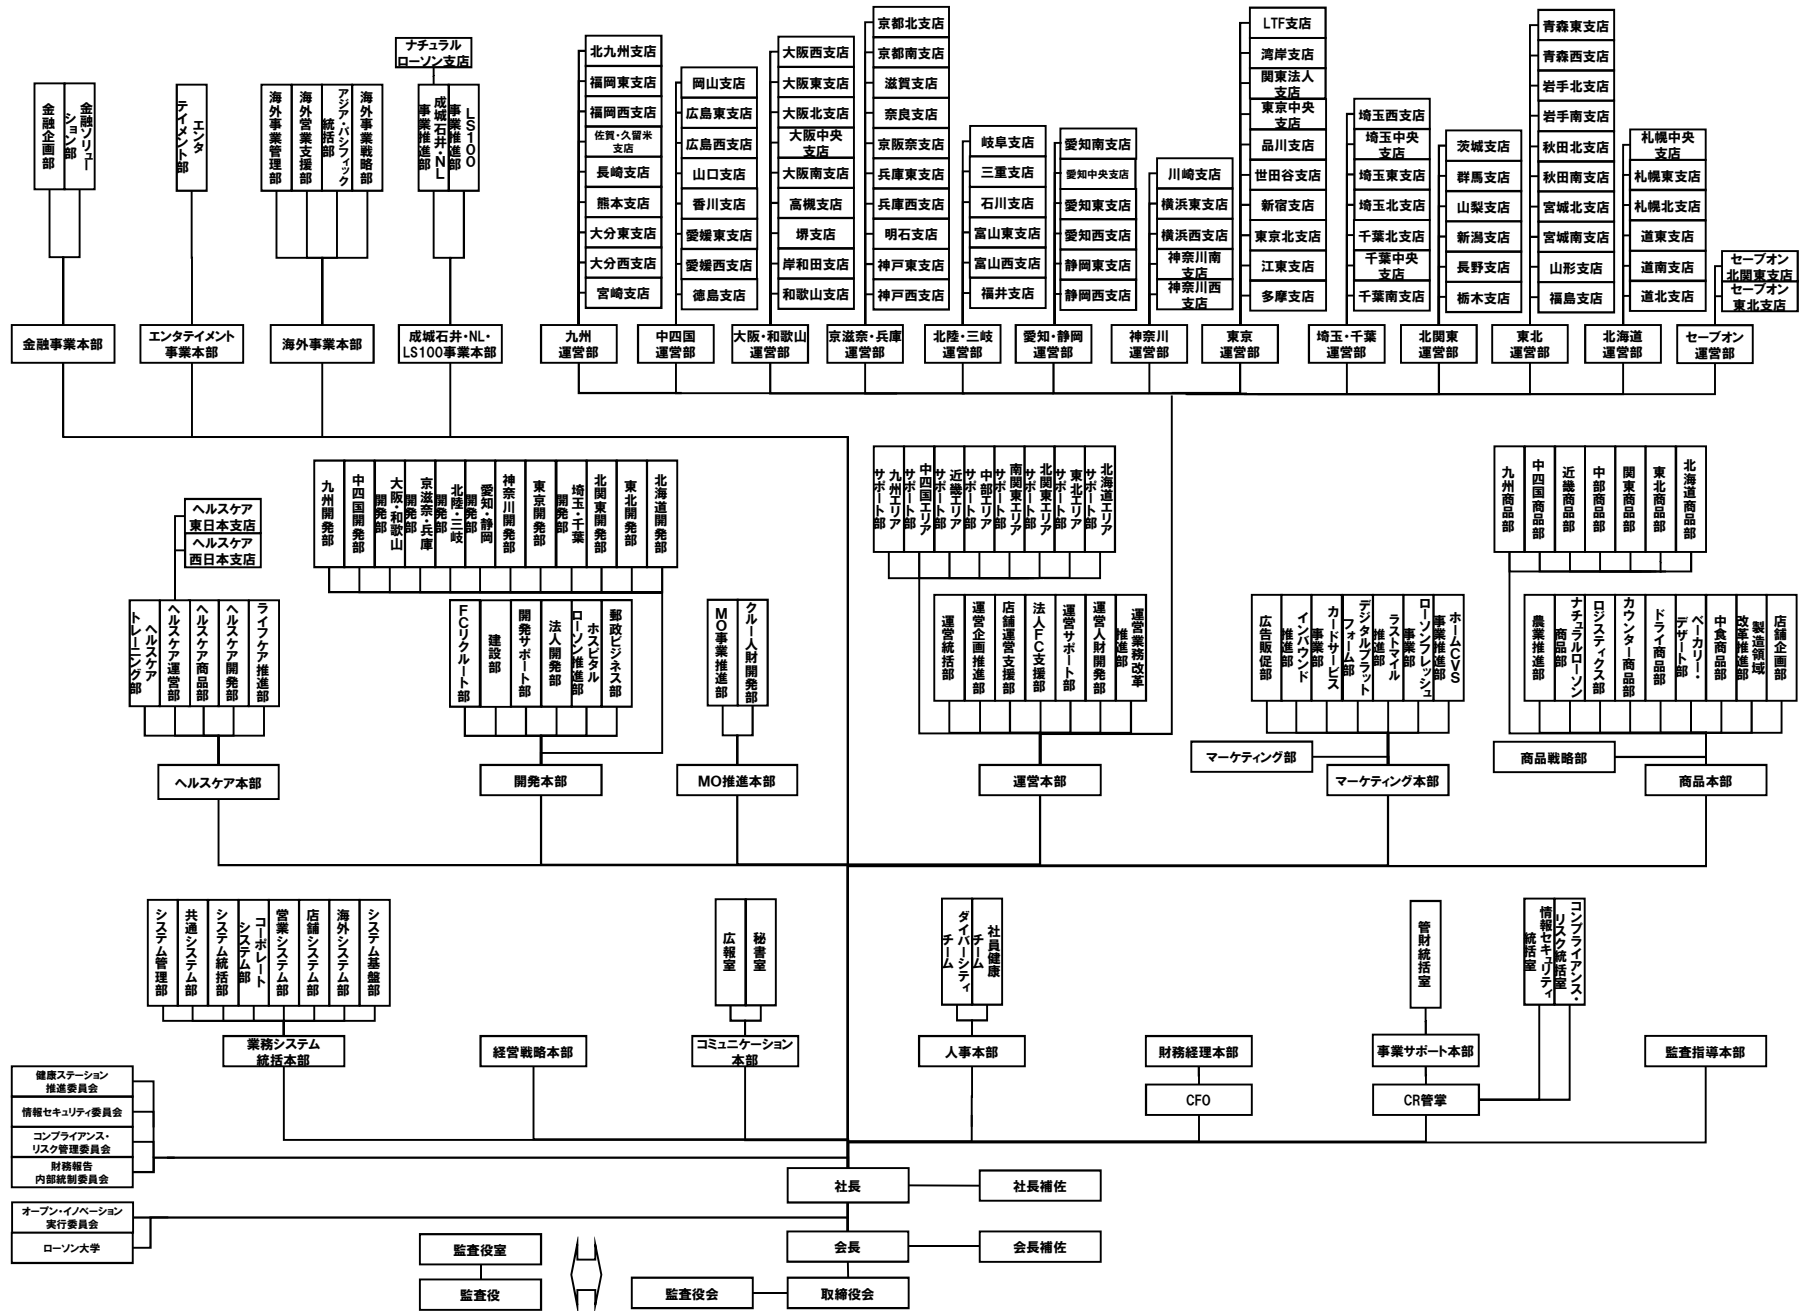 ナチュラル
ローソン支店
金融企画部
金融ソリュー
ション部
エンタ
テイメント部
海外事業管理部
海外営業支援部
アジア・パシフィック
統括部
海外事業戦略部
成城石井・NL
事業推進部
LS100
事業推進部
北九州支店
福岡東支店
福岡西支店
佐賀・久留米
支店
長崎支店
熊本支店
大分東支店
大分西支店
宮崎支店
岡山支店
広島東支店
広島西支店
山口支店
香川支店
愛媛東支店
愛媛西支店
徳島支店
大阪西支店
大阪東支店
大阪北支店
大阪中央
支店
大阪南支店
高槻支店
堺支店
岸和田支店
和歌山支店
京都北支店
京都南支店
滋賀支店
奈良支店
京阪奈支店
兵庫東支店
兵庫西支店
明石支店
神戸東支店
神戸西支店
岐阜支店
三重支店
石川支店
富山東支店
富山西支店
福井支店
愛知南支店
愛知中央支店
愛知東支店
愛知西支店
静岡東支店
静岡西支店
川崎支店
横浜東支店
横浜西支店
神奈川南
支店
神奈川西
支店
LTF支店
湾岸支店
関東法人
支店
東京中央
支店
品川支店
世田谷支店
新宿支店
東京北支店
江東支店
多摩支店
埼玉西支店
埼玉中央
支店
埼玉東支店
埼玉北支店
千葉北支店
千葉中央
支店
千葉南支店
茨城支店
群馬支店
山梨支店
新潟支店
長野支店
栃木支店
青森東支店
青森西支店
岩手北支店
岩手南支店
秋田北支店
秋田南支店
宮城北支店
宮城南支店
山形支店
福島支店
札幌中央
支店
札幌東支店
札幌北支店
道東支店
道南支店
道北支店
セーブオン
北関東支店
セーブオン
東北支店
金融事業本部
エンタテイメント
事業本部
海外事業本部
成城石井・NL・
LS100事業本部
九州
運営部
中四国
運営部
大阪・和歌山
運営部
京滋奈・兵庫
運営部
北陸・三岐
運営部
愛知・静岡
運営部
神奈川
運営部
東京
運営部
埼玉・千葉
運営部
北関東
運営部
東北
運営部
北海道
運営部
セーブオン
運営部
ヘルスケア
東日本支店
ヘルスケア
西日本支店
九州開発部
中四国開発部
大阪・和歌山
開発部
京滋奈・兵庫
開発部
北陸・三岐
開発部
愛知・静岡
開発部
神奈川開発部
東京開発部
埼玉・千葉
開発部
北関東開発部
東北開発部
北海道開発部
九州エリア
サポート部
中四国エリア
サポート部
近畿エリア
サポート部
中部エリア
サポート部
南関東エリア
サポート部
北関東エリア
サポート部
東北エリア
サポート部
北海道エリア
サポート部
九州商品部
中四国商品部
近畿商品部
中部商品部
関東商品部
東北商品部
北海道商品部
ヘルスケア
トレーニング部
ヘルスケア運営部
ヘルスケア商品部
ヘルスケア開発部
ライフケア推進部
FCリクルート部
建設部
開発サポート部
法人開発部
ホスピタル
ローソン推進部
郵政ビジネス部
MO事業推進部
クルー人財開発部
運営統括部
運営企画推進部
店舗運営支援部
法人FC支援部
運営サポート部
運営人財開発部
運営業務改革
推進部
広告販促部
インバウンド
推進部
カードサービス
事業部
デジタルプラット
フォーム部
ラストマイル
推進部
ローソンフレッシュ
事業部
ホームCVS
事業推進部
農業推進部
ナチュラルローソン
商品部
ロジスティクス部
カウンター商品部
ドライ商品部
ベーカリー・
デザート部
中食商品部
製造領域
改革推進部
店舗企画部
ヘルスケア本部
開発本部
MO推進本部
運営本部
マーケティング部
マーケティング本部
商品戦略部
商品本部
システム管理部
共通システム部
システム統括部
コーポレート
システム部
営業システム部
店舗システム部
海外システム部
システム基盤部
広報室
秘書室
ダイバーシティ
チーム
社員健康
チーム
管財統括室
情報セキュリティ
統括室
コンプライアンス・
リスク統括室
業務システム
統括本部
経営戦略本部
コミュニケーション
本部
人事本部
財務経理本部
事業サポート本部
監査指導本部
CFO
CR管掌
健康ステーション
推進委員会
情報セキュリティ委員会
コンプライアンス・
リスク管理委員会
財務報告
内部統制委員会
社長
社長補佐
オープン・イノベーション
実行委員会
ローソン大学
会長
会長補佐
監査役室
監査役
監査役会
取締役会